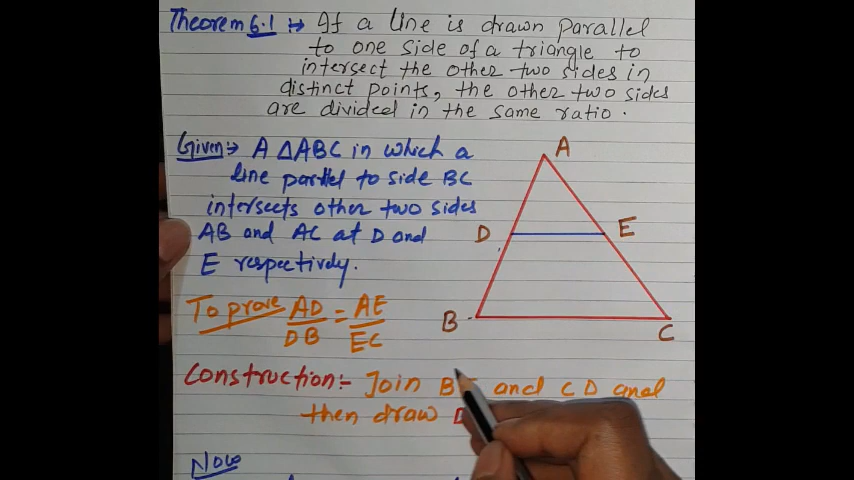 Theorem 6.1 :→ If a line is drawn parallel
to one side of a triangle to
intersect the other two sides in
distinct points, the other two sides
are divided in the same ratio.
Given :→ A △ABC in which a
line parllel to side BC
intersects other two sides
AB and AC at D and
E respectively.
To prove AD/DB = AE/EC
Construction:- Join B and CD and
then draw
Now
A
D
E
B
C